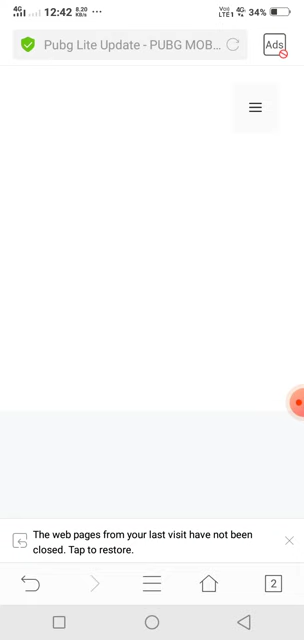 4G 12:42 8.20 KB/s ... Vo) LTE1 4G 34%
Pubg Lite Update - PUBG MOB... Ads
The web pages from your last visit have not been
closed. Tap to restore.
2